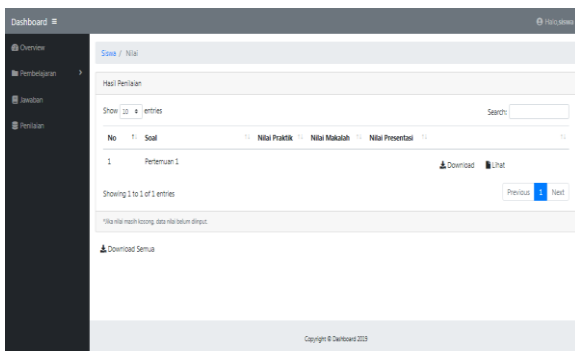 Dashboard
Halo,siswa
Overview
Pembelajaran
Jawaban
Penilaian
Siswa / Nilai
Hasil Penilaian
Show 10 entries
Search:
No Soal Nilai Praktik Nilai Makalah Nilai Presentasi
1 Pertemuan 1 Download Lihat
Showing 1 to 1 of 1 entries
Previous 1 Next
*Jika nilai masih kosong, data nilai belum diinput.
Download Semua
Copyright © Dashboard 2019